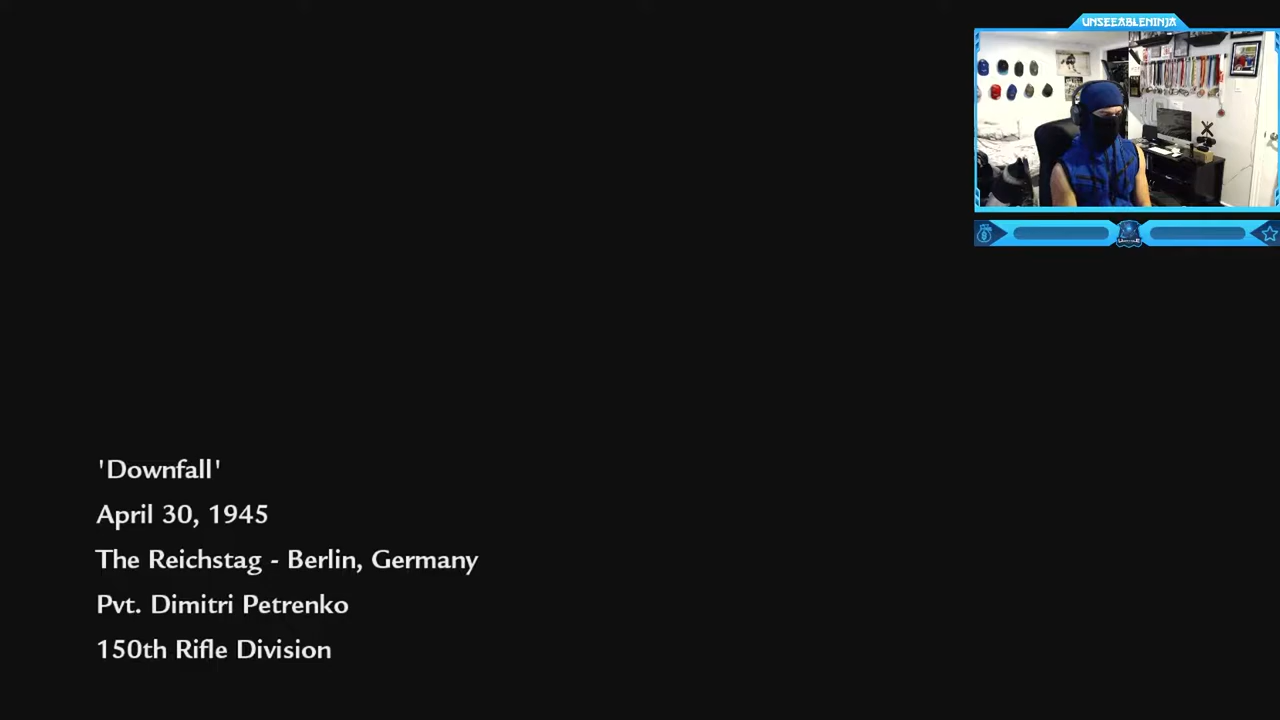 UNSEEABLENINJA
'Downfall'
April 30, 1945
The Reichstag - Berlin, Germany
Pvt. Dimitri Petrenko
150th Rifle Division